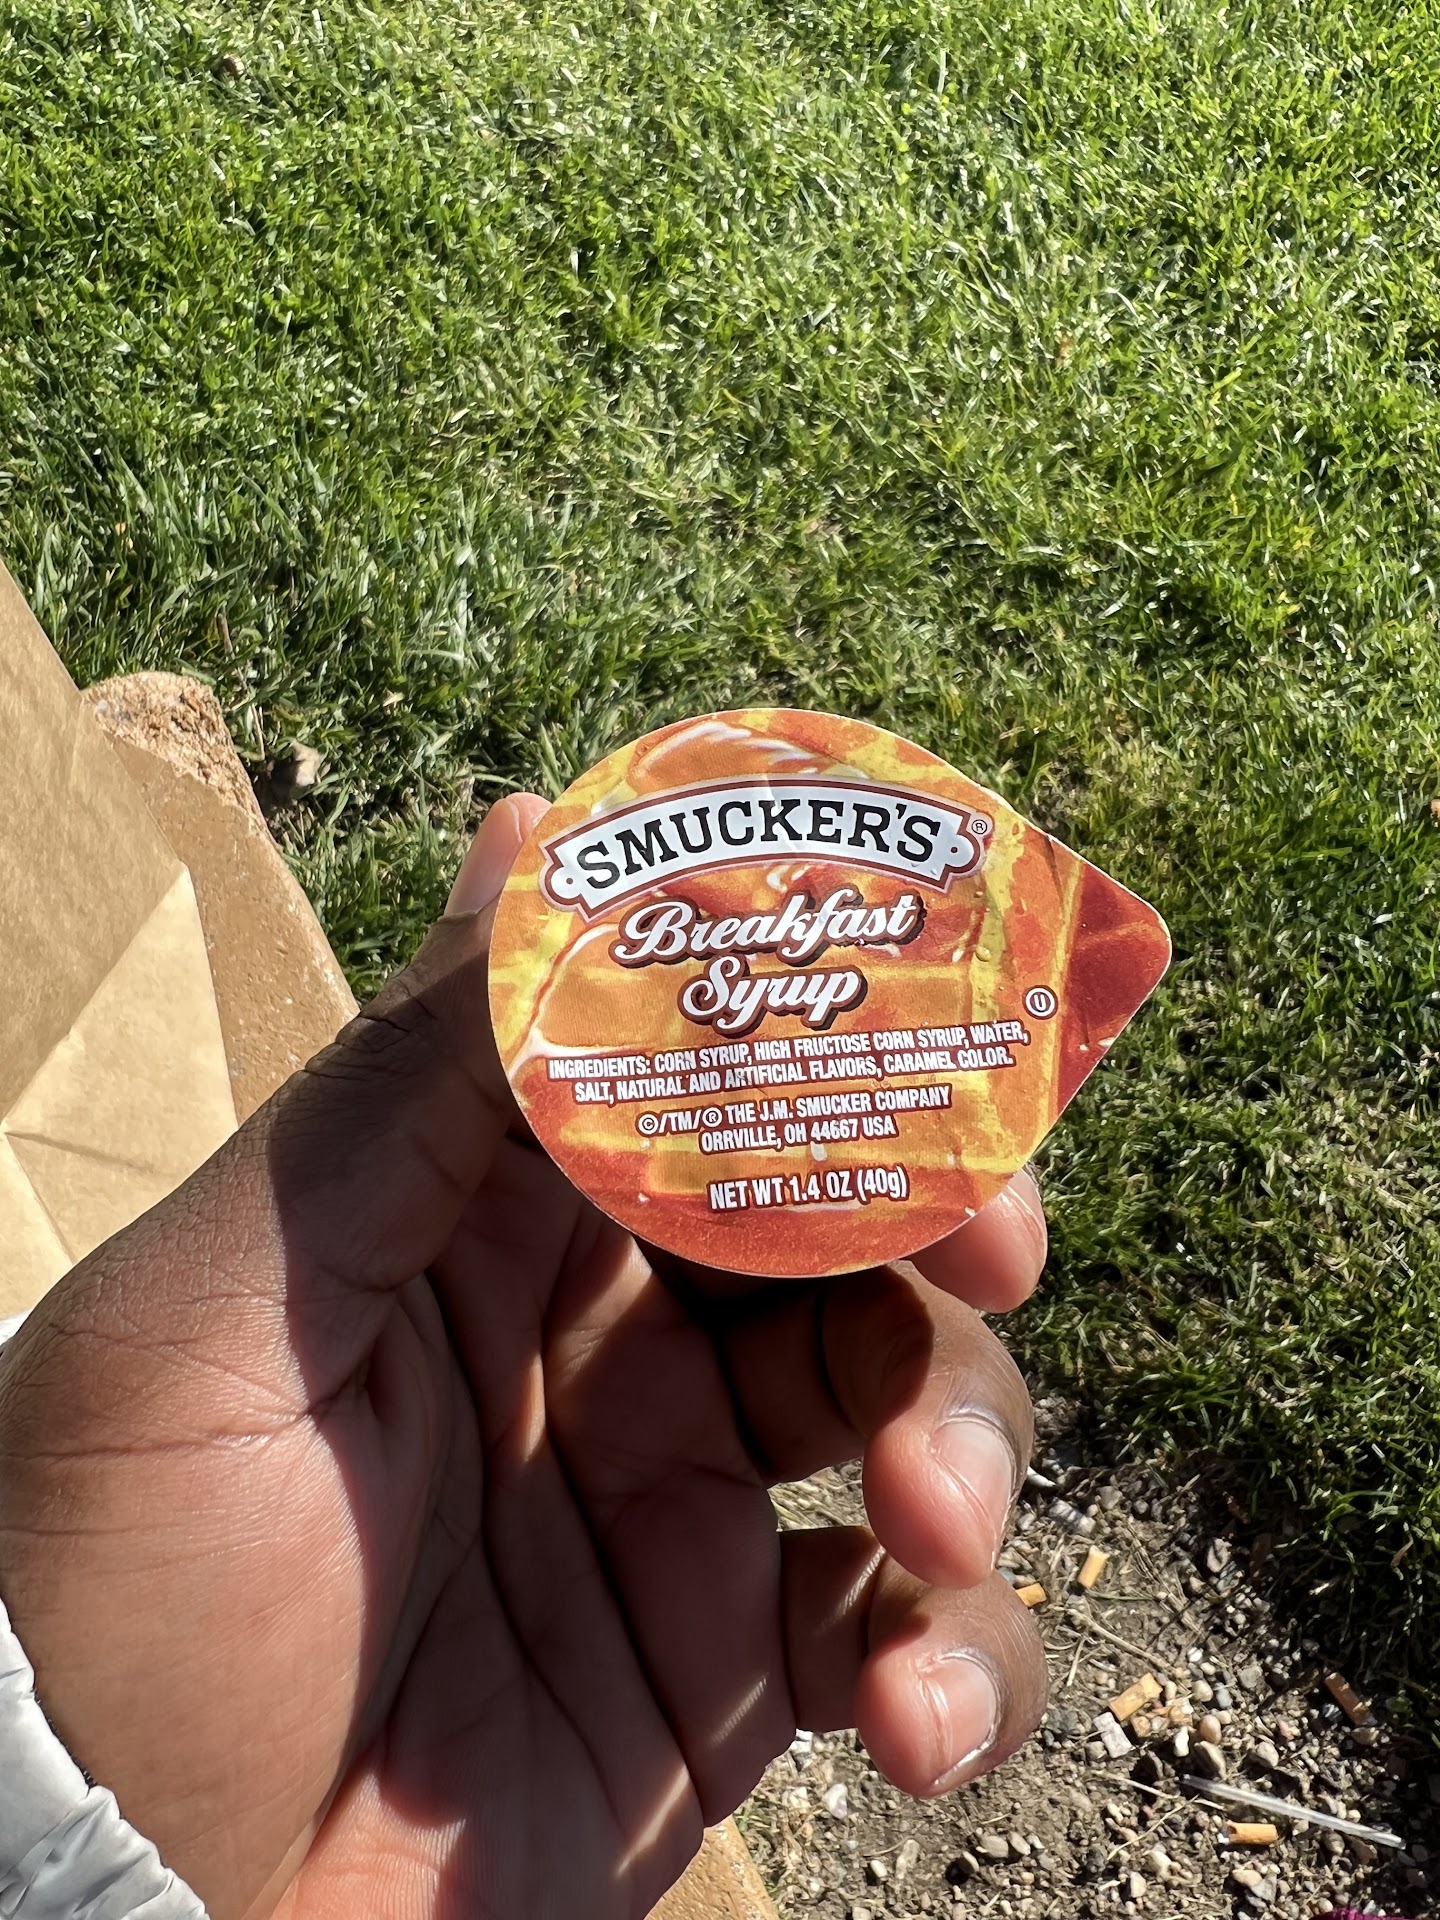 SMUCKER'S®
Breakfast
Syrup
Ⓤ
INGREDIENTS: CORN SYRUP, HIGH FRUCTOSE CORN SYRUP, WATER,
SALT, NATURAL AND ARTIFICIAL FLAVORS, CARAMEL COLOR.
©/TM/® THE J.M. SMUCKER COMPANY
ORRVILLE, OH 44667 USA
NET WT 1.4 OZ (40g)